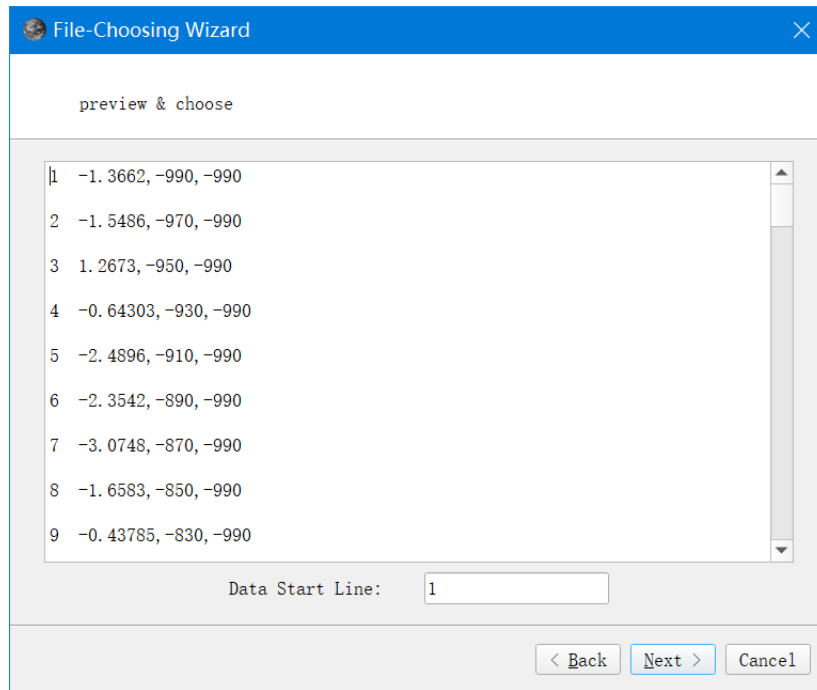 File-Choosing Wizard
preview & choose
1 -1.3662,-990,-990
2 -1.5486,-970,-990
3 1.2673,-950,-990
4 -0.64303,-930,-990
5 -2.4896,-910,-990
6 -2.3542,-890,-990
7 -3.0748,-870,-990
8 -1.6583,-850,-990
9 -0.43785,-830,-990
Data Start Line: 1
< Back Next > Cancel